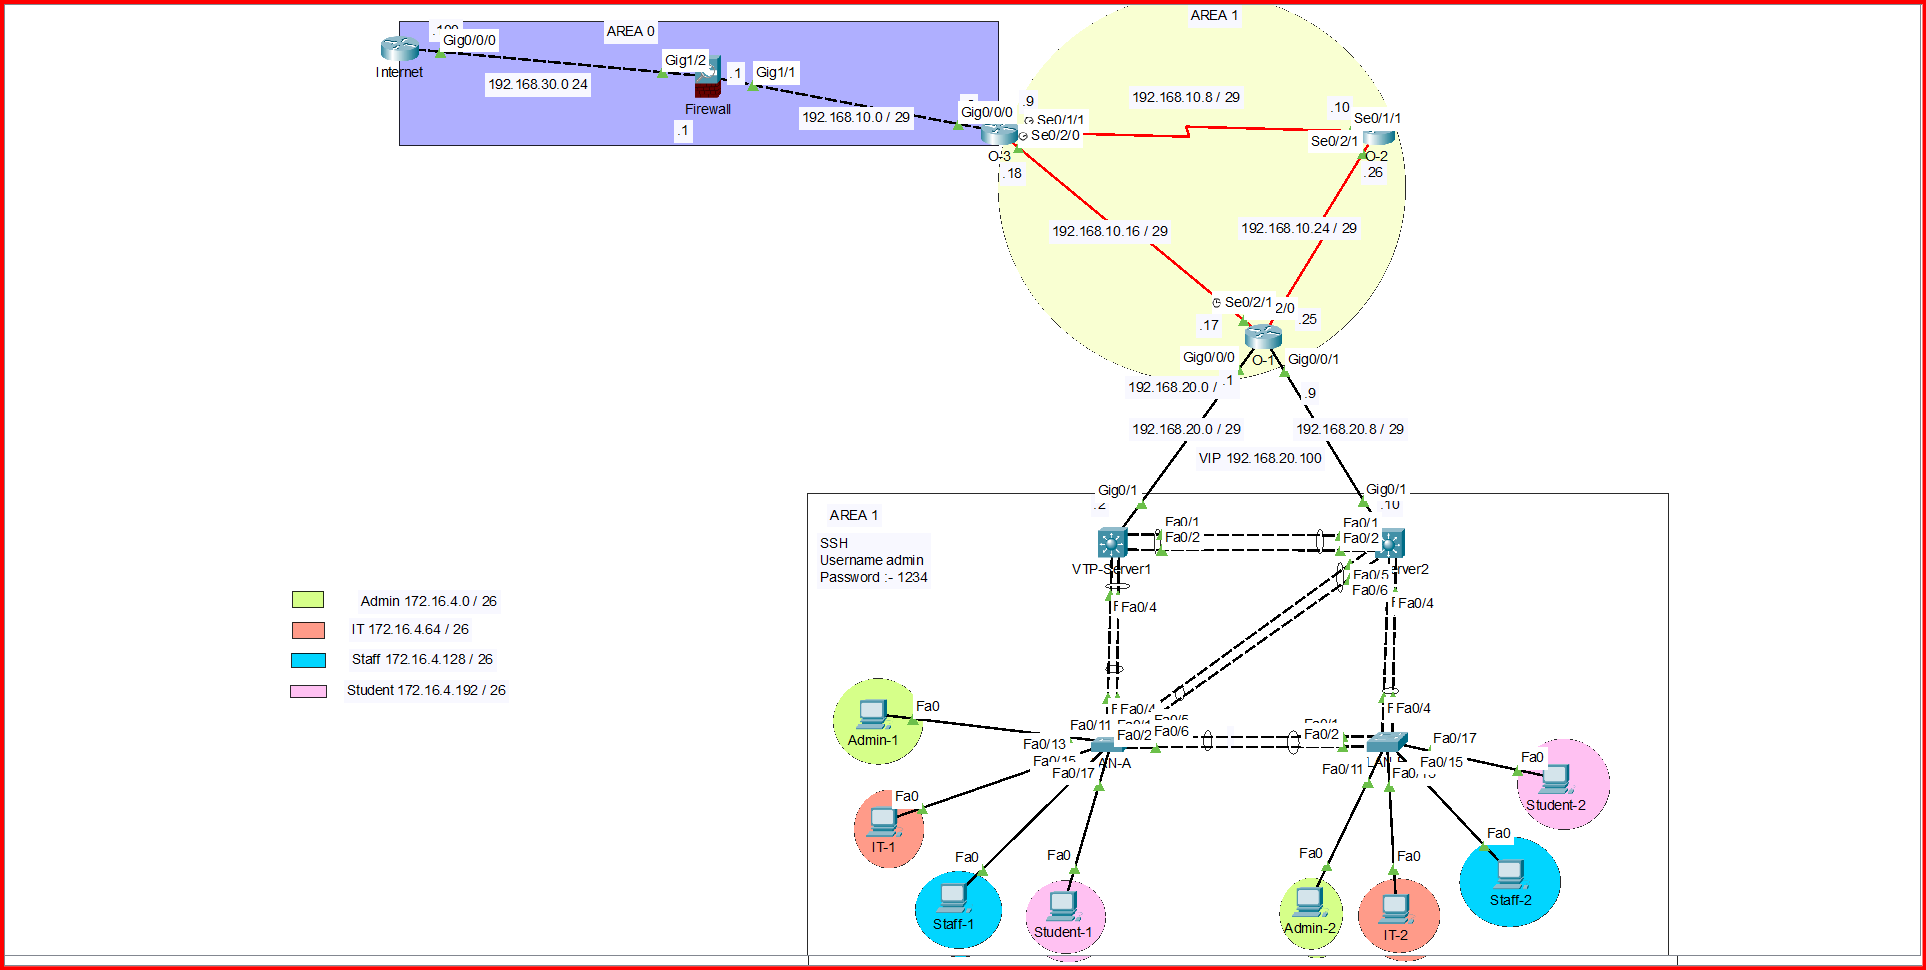 AREA 0
AREA 1
Gig0/0/0
Internet
192.168.30.0 24
Gig1/2
.1
Gig1/1
Firewall
.1
192.168.10.0 / 29
Gig0/0/0
.9
Se0/1/1
Se0/2/0
O-3
.18
192.168.10.8 / 29
.10
Se0/1/1
Se0/2/1
O-2
.26
192.168.10.16 / 29
192.168.10.24 / 29
Se0/2/1
2/0
.17
.25
Gig0/0/0
O-1
Gig0/0/1
192.168.20.0 /
.1
.9
192.168.20.0 / 29
192.168.20.8 / 29
VIP 192.168.20.100
Gig0/1
.2
Gig0/1
.10
AREA 1
SSH
Username admin
Password :- 1234
Fa0/1
Fa0/2
Fa0/1
Fa0/2
VTP-Server1
rver2
Fa0/5
Fa0/6
Fa0/4
Fa0/4
Admin 172.16.4.0 / 26
IT 172.16.4.64 / 26
Staff 172.16.4.128 / 26
Student 172.16.4.192 / 26
Fa0
Admin-1
Fa0/4
Fa0/11
Fa0/5
Fa0/2
Fa0/6
Fa0/13
Fa0/15
Fa0/17
AN-A
Fa0/4
Fa0/1
Fa0/2
Fa0/17
Fa0/15
Fa0/11
Fa0
IT-1
Fa0
Student-2
Fa0
Staff-1
Fa0
Student-1
Fa0
Admin-2
Fa0
IT-2
Fa0
Staff-2